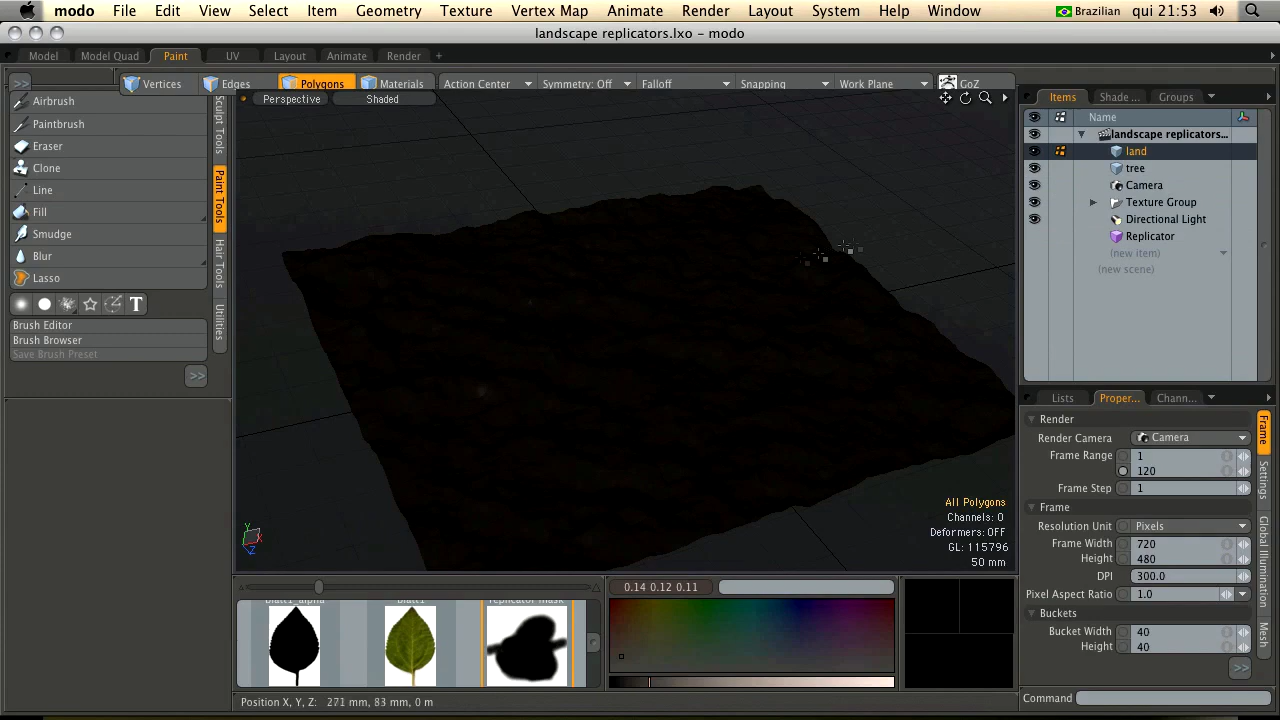 modo File Edit View Select Item Geometry Texture Vertex Map Animate Render Layout System Help Window Brazilian qui 21:53
landscape replicators.lxo - modo
Model Model Quad Paint UV Layout Animate Render +
>> Vertices Edges Polygons Materials Action Center Symmetry: Off Falloff Snapping Work Plane GoZ
Perspective Shaded
Airbrush
Paintbrush
Eraser
Clone
Line
Fill
Smudge
Blur
Lasso
T
Brush Editor
Brush Browser
Save Brush Preset
>>
Sculpt Tools
Paint Tools
Hair Tools
Utilities
All Polygons
Channels: 0
Deformers: OFF
GL: 115796
50 mm
Y
X
Z
replicator mask
0.14 0.12 0.11
Position X, Y, Z: 271 mm, 83 mm, 0 m
Items Shade ... Groups
Name
landscape replicators...
land
tree
Camera
Texture Group
Directional Light
Replicator
(new item)
(new scene)
Lists Proper... Chann...
Render
Render Camera Camera
Frame Range 1
120
Frame Step 1
Frame
Resolution Unit Pixels
Frame Width 720
Height 480
DPI 300.0
Pixel Aspect Ratio 1.0
Buckets
Bucket Width 40
Height 40
>>
Frame
Settings
Global Illumination
Mesh
Command